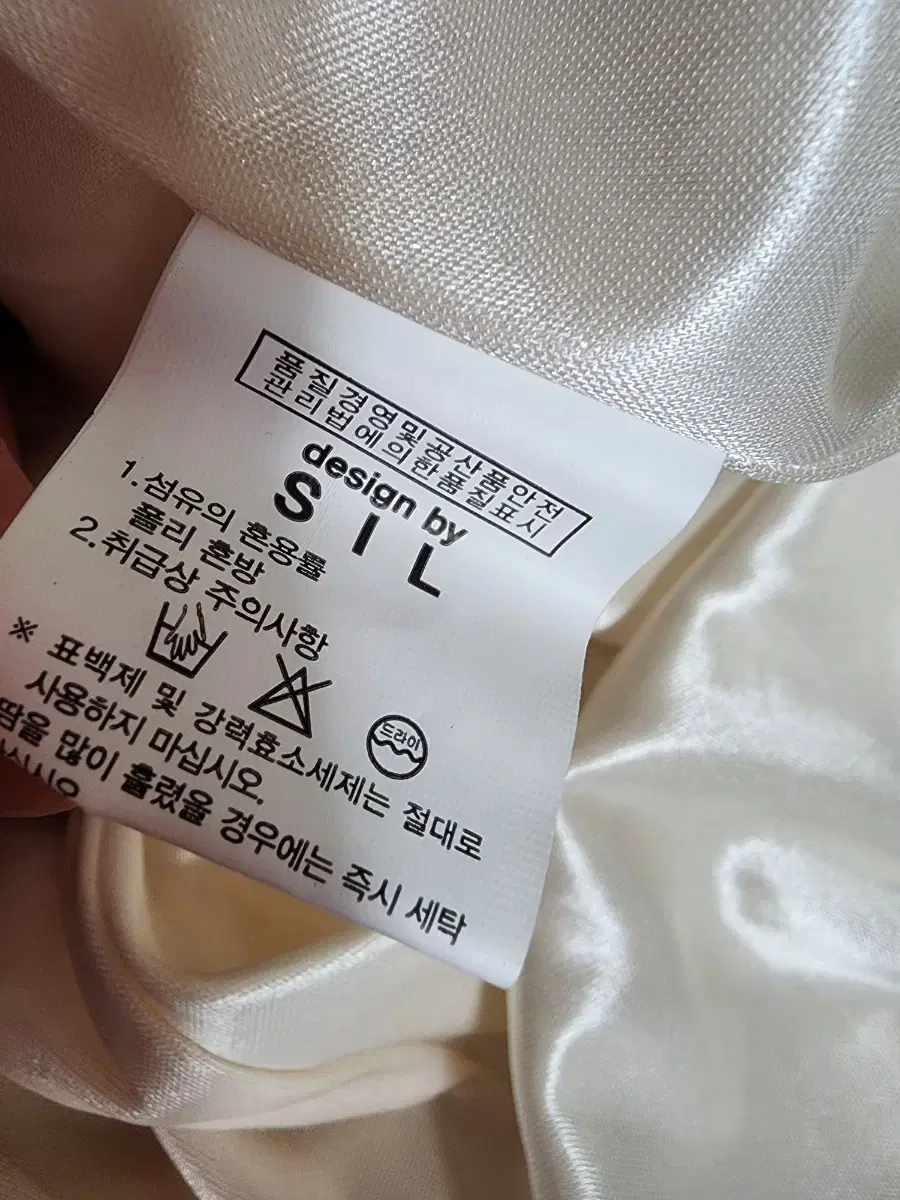 품질경영및공산품안전
관리법에의한품질표시
design by
S I L
1.섬유의 혼용률
폴리 혼방
2.취급상 주의사항
드라이
※ 표백제 및 강력효소세제는 절대로
사용하지 마십시오.
땀을 많이 흘렸을 경우에는 즉시 세탁
하십시오